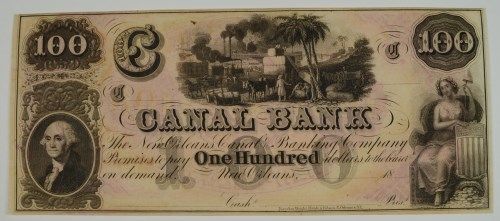 100
C
100
C
C
CANAL BANK
The New Orleans Canal & Banking Company
Promise to pay One Hundred dollars to the bearer
on demand. New Orleans, 18
Cash.r Pres.t